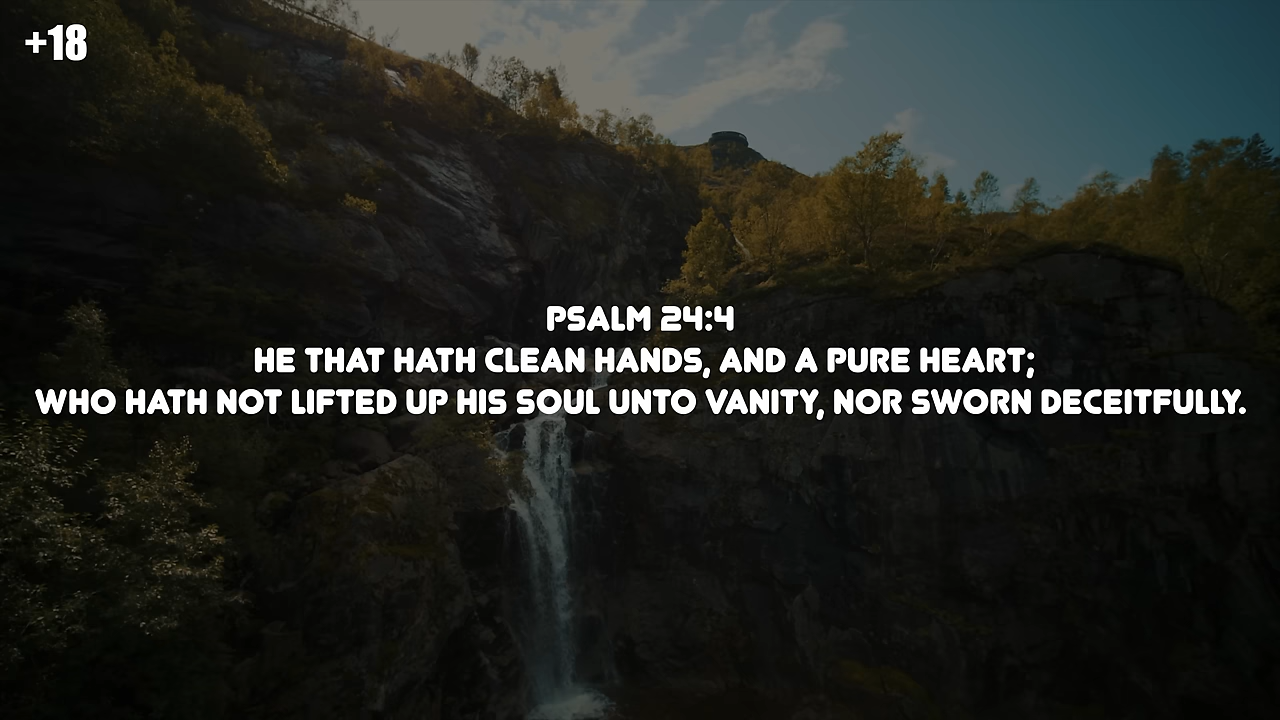 +18
PSALM 24:4
HE THAT HATH CLEAN HANDS, AND A PURE HEART;
WHO HATH NOT LIFTED UP HIS SOUL UNTO VANITY, NOR SWORN DECEITFULLY.